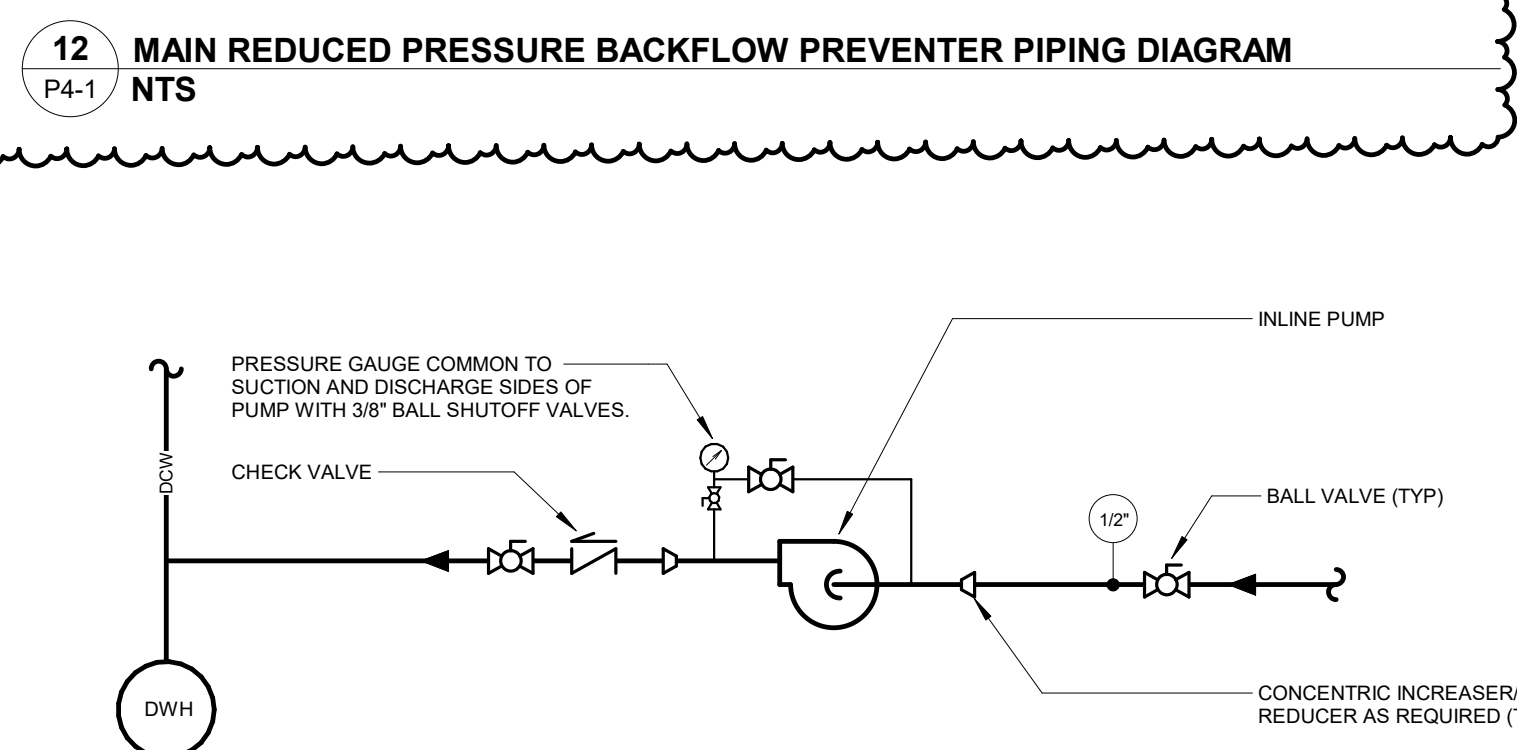 12
P4-1
MAIN REDUCED PRESSURE BACKFLOW PREVENTER PIPING DIAGRAM
NTS
INLINE PUMP
PRESSURE GAUGE COMMON TO
SUCTION AND DISCHARGE SIDES OF
PUMP WITH 3/8" BALL SHUTOFF VALVES.
DCW
CHECK VALVE
BALL VALVE (TYP)
1/2"
CONCENTRIC INCREASER/
REDUCER AS REQUIRED (T
DWH